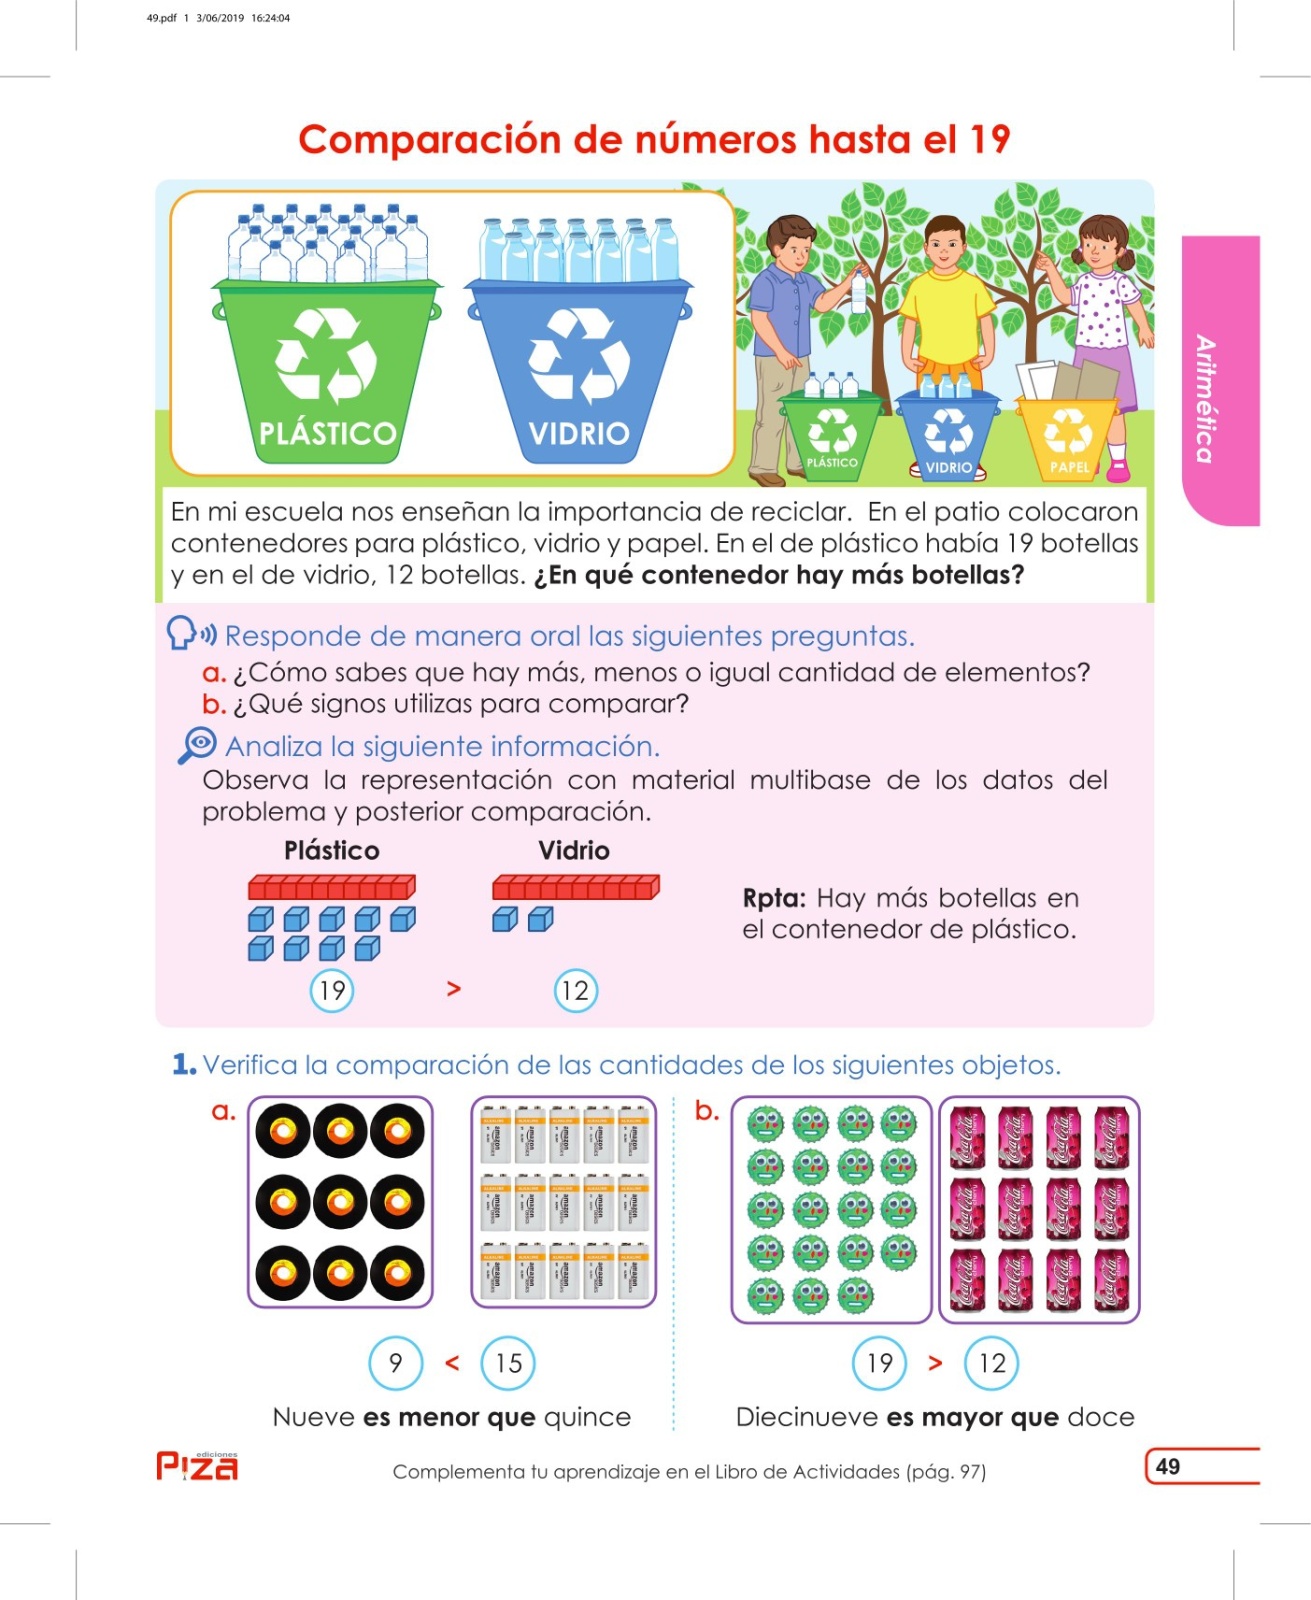 49.pdf 1 3/06/2019 16:24:04
Comparación de números hasta el 19
PLÁSTICO
VIDRIO
PLÁSTICO
VIDRIO
PAPEL
Aritmética
En mi escuela nos enseñan la importancia de reciclar. En el patio colocaron
contenedores para plástico, vidrio y papel. En el de plástico había 19 botellas
y en el de vidrio, 12 botellas. ¿En qué contenedor hay más botellas?
Responde de manera oral las siguientes preguntas.
a. ¿Cómo sabes que hay más, menos o igual cantidad de elementos?
b. ¿Qué signos utilizas para comparar?
Analiza la siguiente información.
Observa la representación con material multibase de los datos del
problema y posterior comparación.
Plástico
Vidrio
Rpta: Hay más botellas en
el contenedor de plástico.
19 > 12
1. Verifica la comparación de las cantidades de los siguientes objetos.
a.
b.
9 < 15
19 > 12
Nueve es menor que quince
Diecinueve es mayor que doce
ediciones
Piza
Complementa tu aprendizaje en el Libro de Actividades (pág. 97)
49